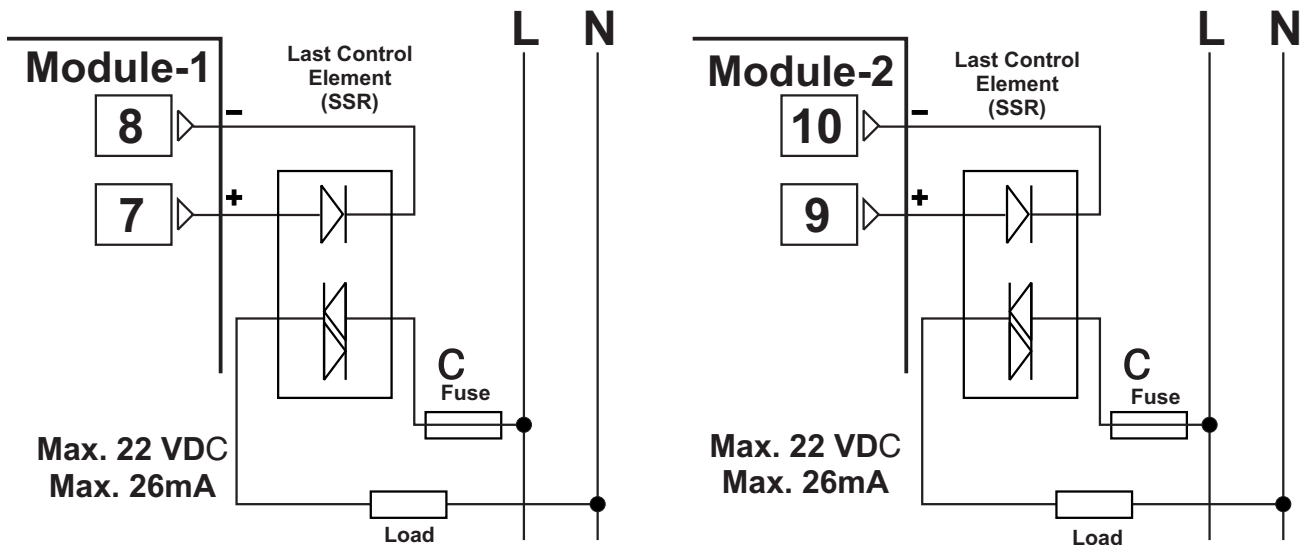 L N
Module-1
Last Control
Element
(SSR)
8
-
7
+
C
Fuse
Max. 22 VDC
Max. 26mA
Load
L N
Module-2
Last Control
Element
(SSR)
10
-
9
+
C
Fuse
Max. 22 VDC
Max. 26mA
Load